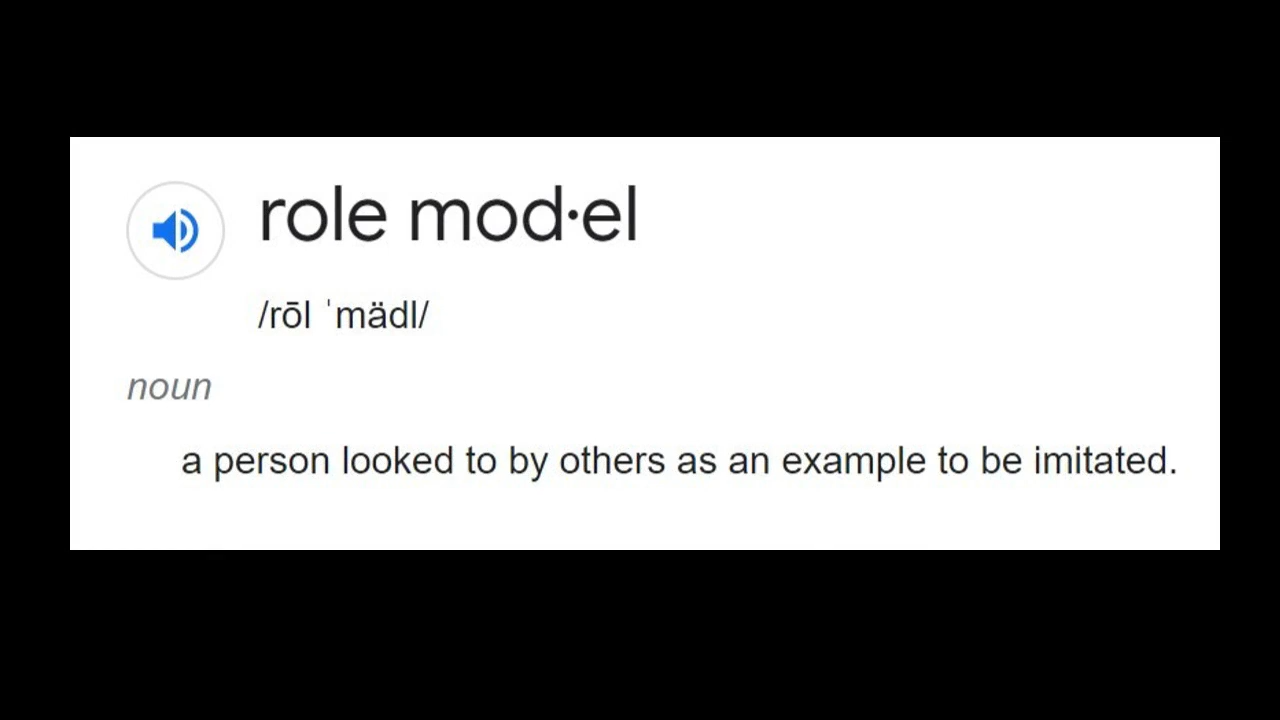 role mod·el
/rōl ˈmädl/
noun
a person looked to by others as an example to be imitated.